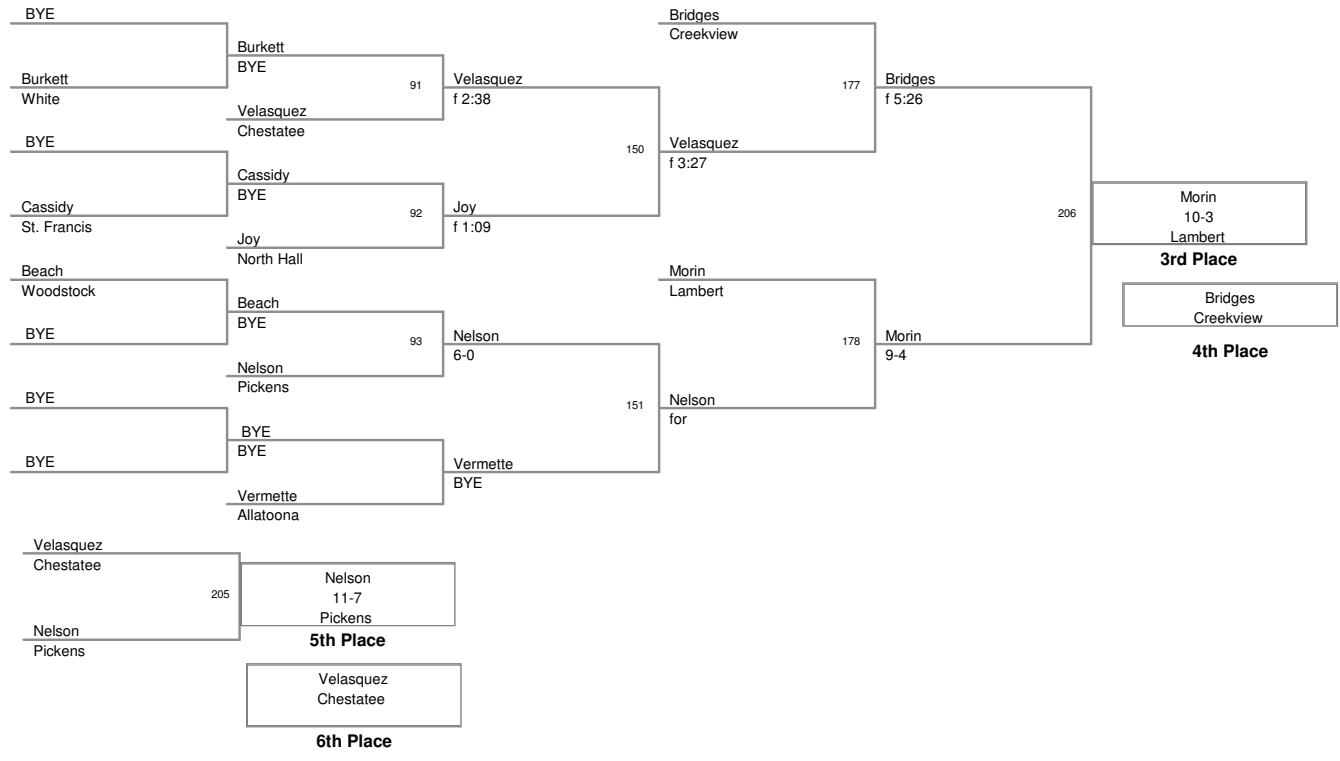 BYE
Burkett
White
BYE
Cassidy
St. Francis
Beach
Woodstock
BYE
BYE
BYE
Burkett
BYE
91
Velasquez
Chestatee
Cassidy
BYE
92
Joy
North Hall
Beach
BYE
93
Nelson
Pickens
BYE
BYE
Vermette
Allatoona
Velasquez
f 2:38
150
Joy
f 1:09
Nelson
6-0
151
Vermette
BYE
Bridges
Creekview
177
Velasquez
f 3:27
Morin
Lambert
178
Nelson
for
Bridges
f 5:26
206
Morin
9-4
Morin
10-3
Lambert
3rd Place
Bridges
Creekview
4th Place
Velasquez
Chestatee
205
Nelson
Pickens
Nelson
11-7
Pickens
5th Place
Velasquez
Chestatee
6th Place